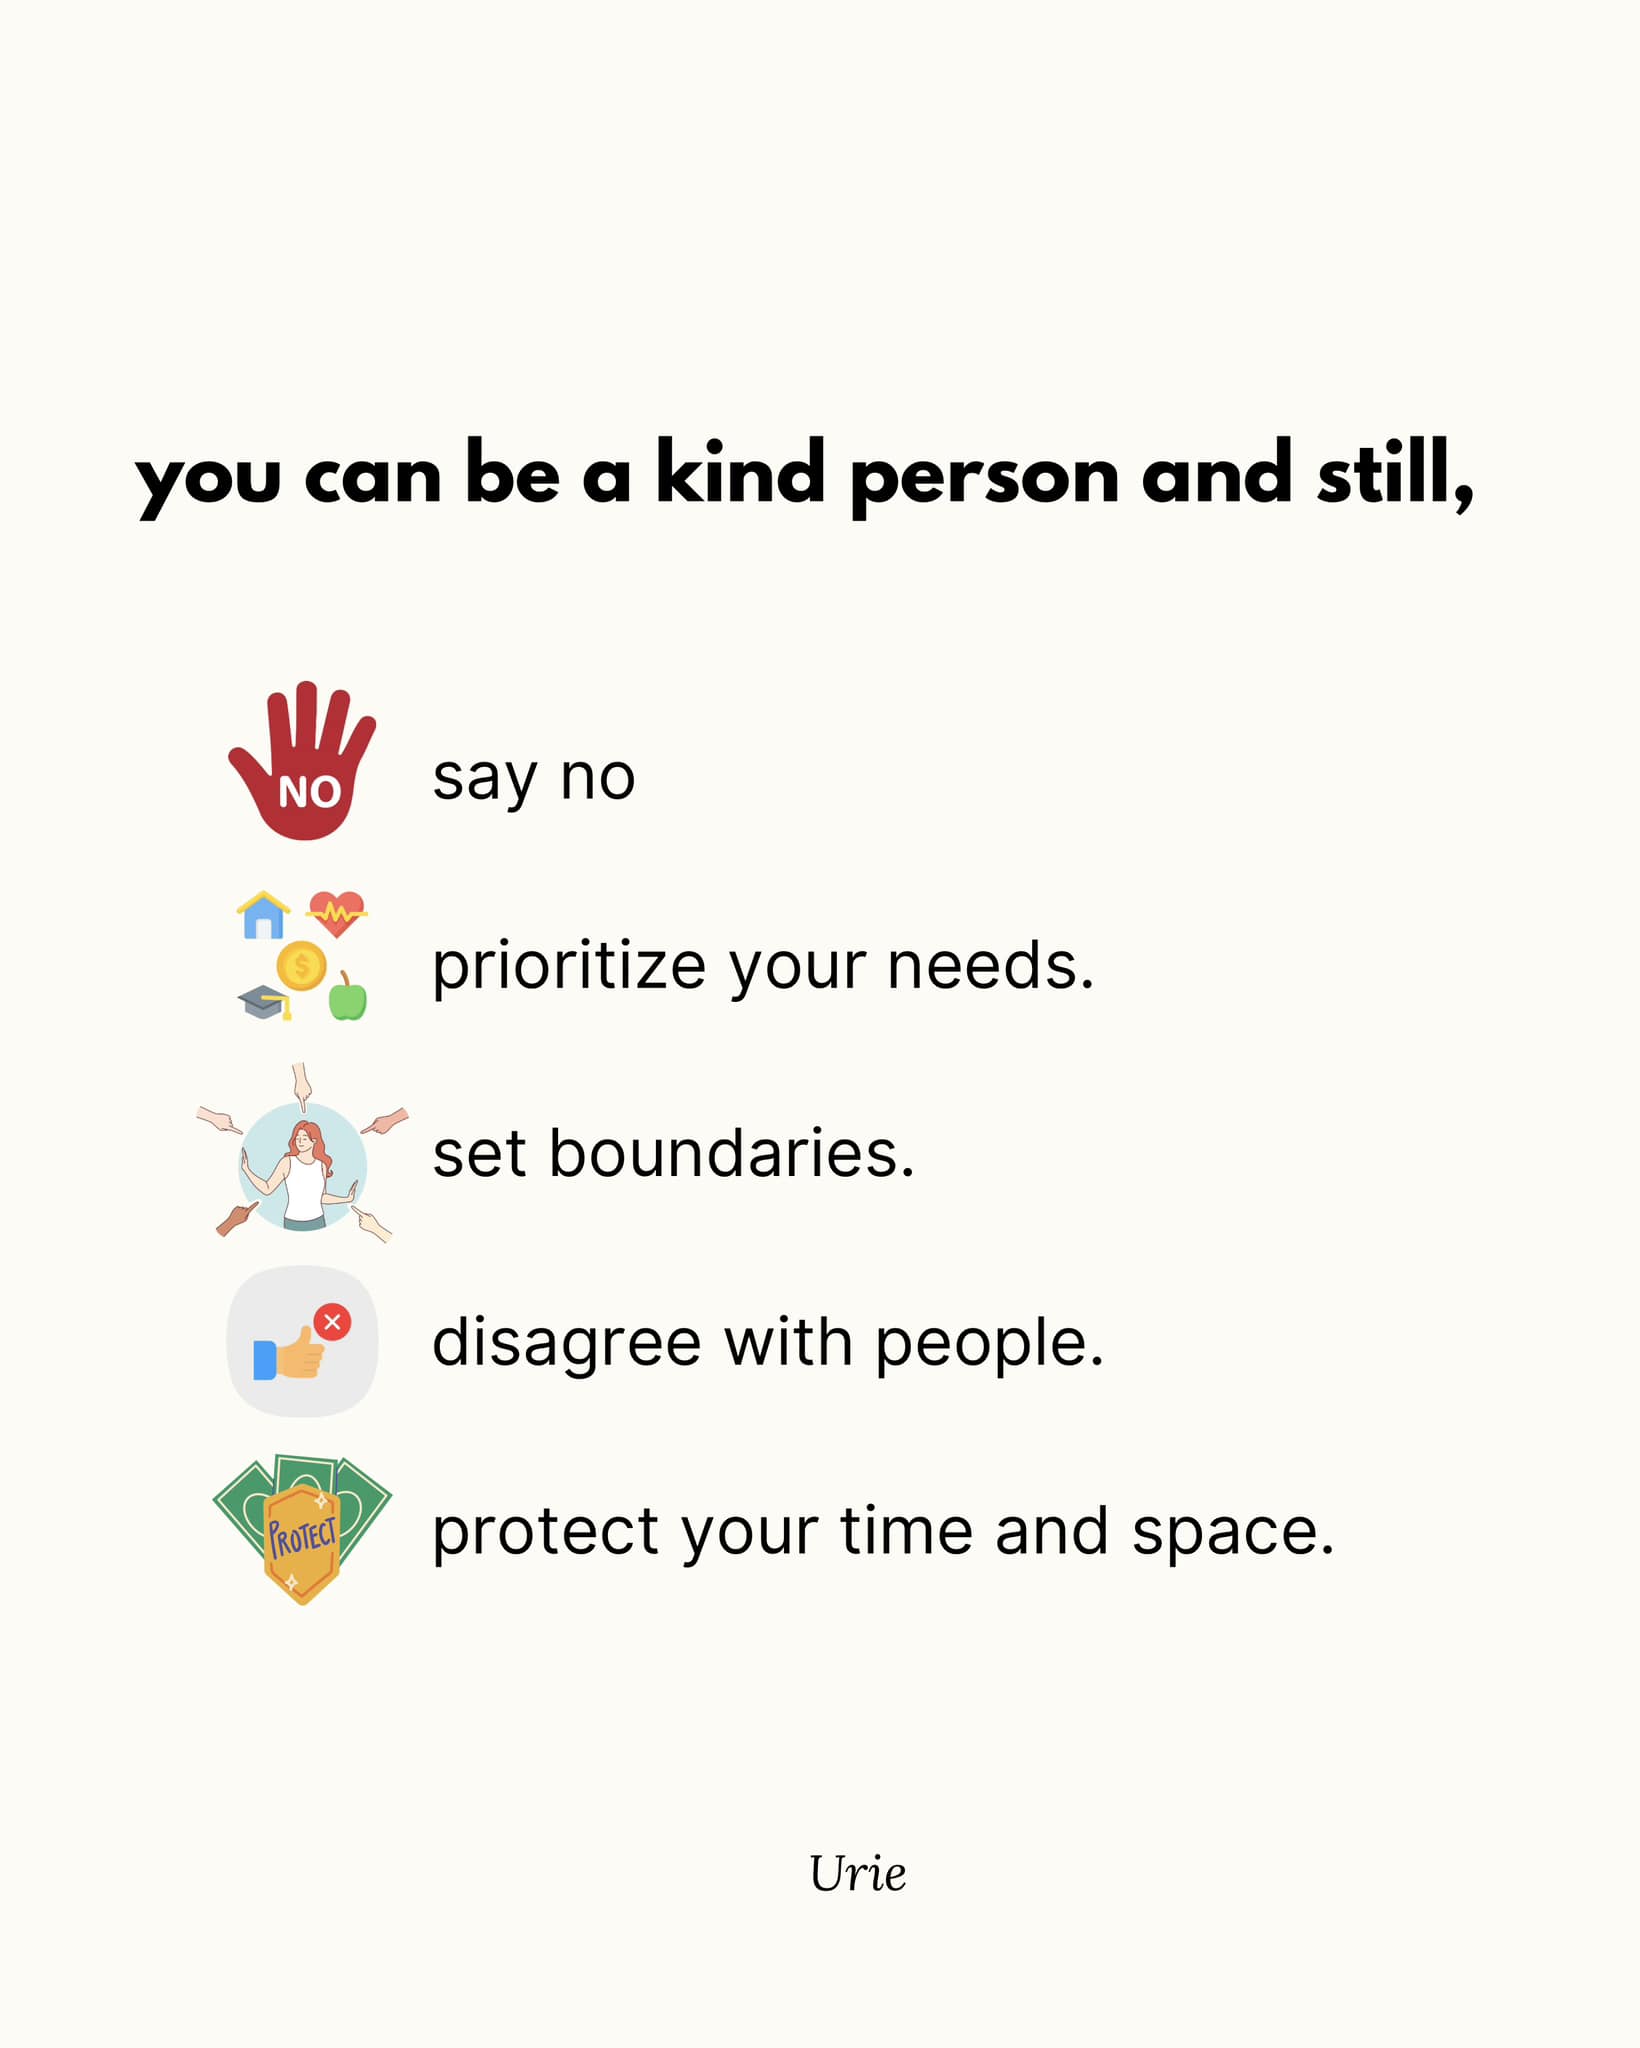 you can be a kind person and still,
NO
say no
prioritize your needs.
set boundaries.
disagree with people.
PROTECT
protect your time and space.
Urie